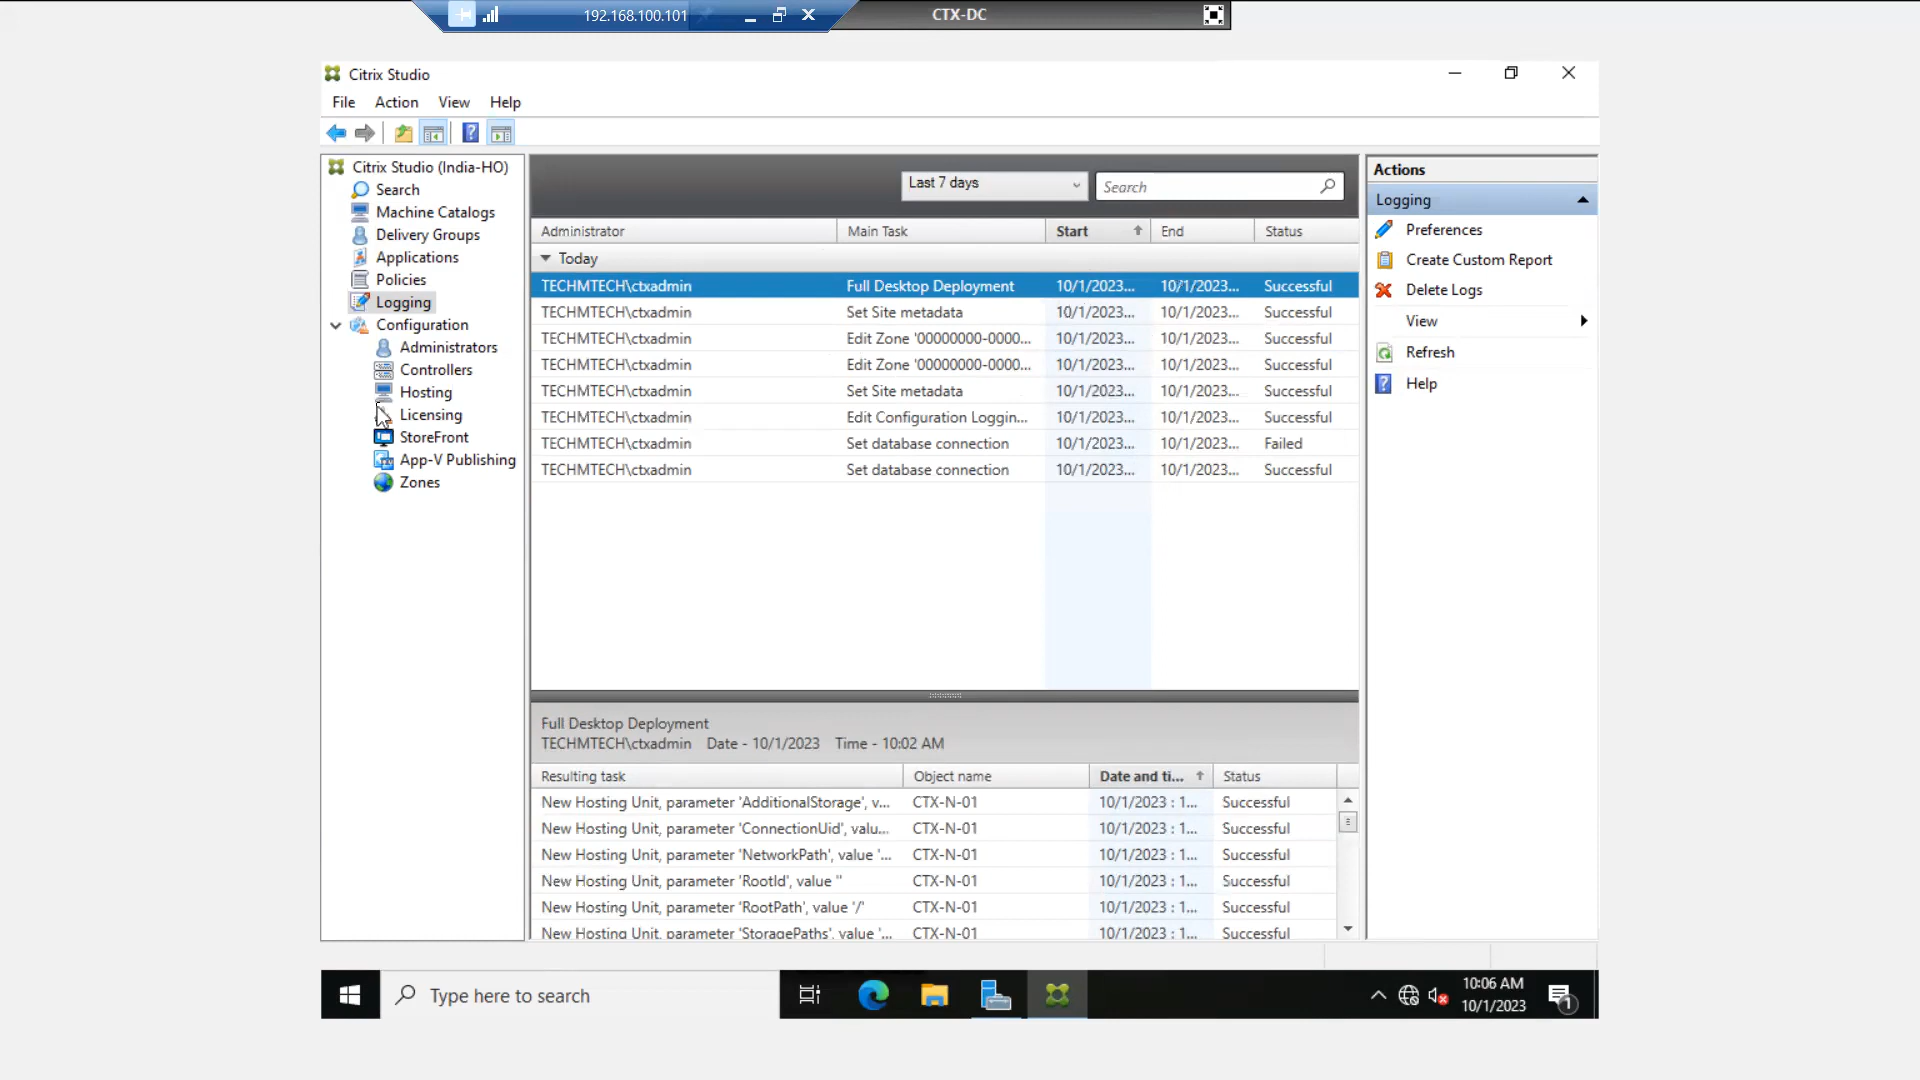 192.168.100.101
CTX-DC
Citrix Studio
File Action View Help
Citrix Studio (India-HO)
Search
Machine Catalogs
Delivery Groups
Applications
Policies
Logging
Configuration
Administrators
Controllers
Hosting
Licensing
StoreFront
App-V Publishing
Zones
Last 7 days
Search
Administrator Main Task Start End Status
Today
TECHMTECH\ctxadmin Full Desktop Deployment 10/1/2023... 10/1/2023... Successful
TECHMTECH\ctxadmin Set Site metadata 10/1/2023... 10/1/2023... Successful
TECHMTECH\ctxadmin Edit Zone '00000000-0000... 10/1/2023... 10/1/2023... Successful
TECHMTECH\ctxadmin Edit Zone '00000000-0000... 10/1/2023... 10/1/2023... Successful
TECHMTECH\ctxadmin Set Site metadata 10/1/2023... 10/1/2023... Successful
TECHMTECH\ctxadmin Edit Configuration Loggin... 10/1/2023... 10/1/2023... Successful
TECHMTECH\ctxadmin Set database connection 10/1/2023... 10/1/2023... Failed
TECHMTECH\ctxadmin Set database connection 10/1/2023... 10/1/2023... Successful
Full Desktop Deployment
TECHMTECH\ctxadmin Date - 10/1/2023 Time - 10:02 AM
Resulting task Object name Date and ti... Status
New Hosting Unit, parameter 'AdditionalStorage', v... CTX-N-01 10/1/2023 : 1... Successful
New Hosting Unit, parameter 'ConnectionUid', valu... CTX-N-01 10/1/2023 : 1... Successful
New Hosting Unit, parameter 'NetworkPath', value '... CTX-N-01 10/1/2023 : 1... Successful
New Hosting Unit, parameter 'RootId', value '' CTX-N-01 10/1/2023 : 1... Successful
New Hosting Unit, parameter 'RootPath', value '/' CTX-N-01 10/1/2023 : 1... Successful
New Hosting Unit, parameter 'StoragePaths', value '... CTX-N-01 10/1/2023 : 1... Successful
Actions
Logging
Preferences
Create Custom Report
Delete Logs
View
Refresh
Help
Type here to search
10:06 AM
10/1/2023
1